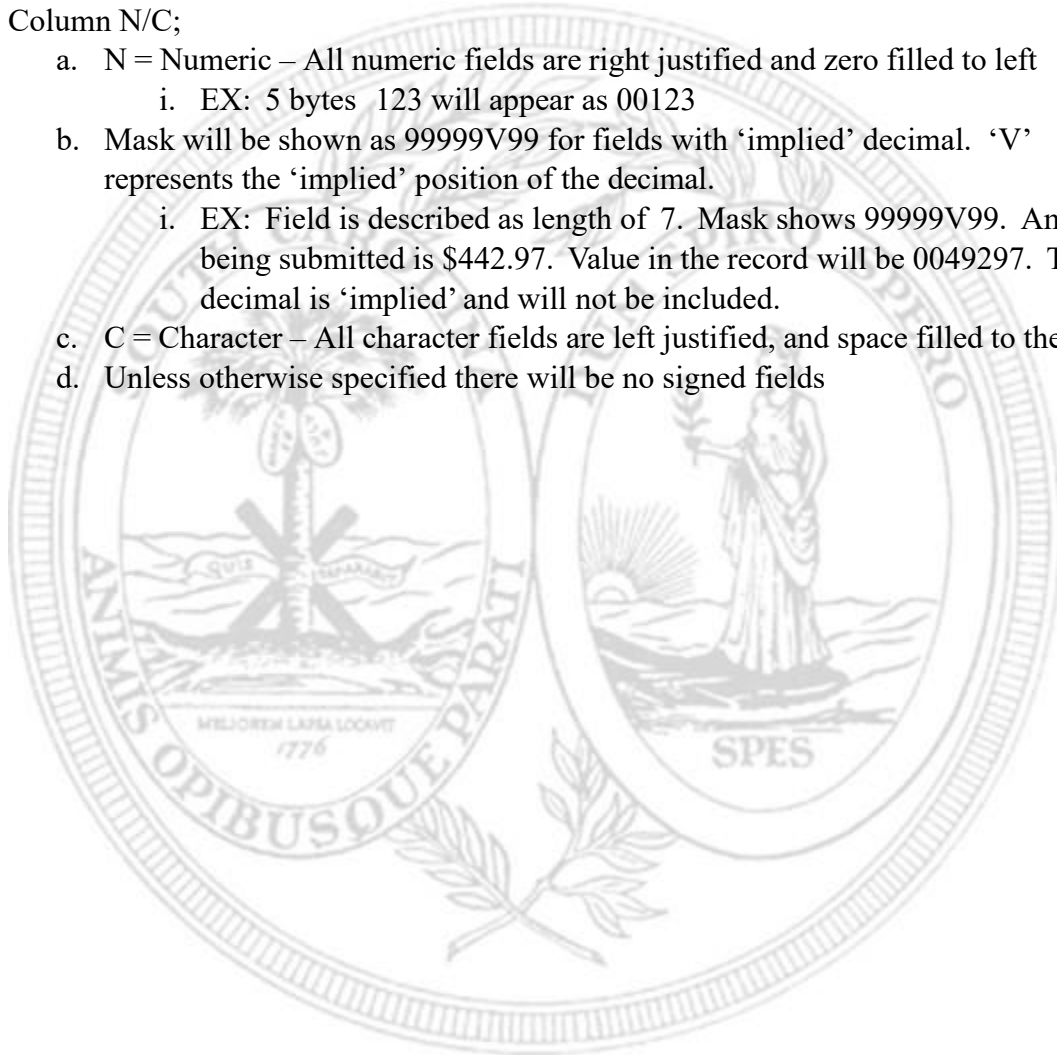 Column N/C;
a. N = Numeric – All numeric fields are right justified and zero filled to left
i. EX: 5 bytes 123 will appear as 00123
b. Mask will be shown as 99999V99 for fields with ‘implied’ decimal. ‘V’
represents the ‘implied’ position of the decimal.
i. EX: Field is described as length of 7. Mask shows 99999V99. An
being submitted is $442.97. Value in the record will be 0049297.
decimal is ‘implied’ and will not be included.
c. C = Character – All character fields are left justified, and space filled to the
d. Unless otherwise specified there will be no signed fields
SOUTH
SPERO
QUIS
ANIMIS OPIBUSQUE PARATI
MELIOREM LAPSA LOCAVIT
1776
SPES